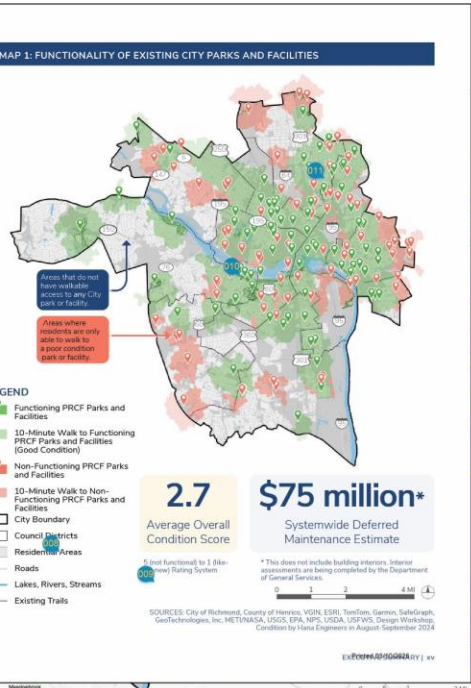 MAP 1: FUNCTIONALITY OF EXISTING CITY PARKS AND FACILITIES
011
010
Areas that do not
have walkable
access to any City
park or facility.
Areas where
residents are only
able to walk to
a poor condition
park or facility.
GEND
Functioning PRCF Parks and
Facilities
10-Minute Walk to Functioning
PRCF Parks and Facilities
(Good Condition)
Non-Functioning PRCF Parks
and Facilities
10-Minute Walk to Non-
Functioning PRCF Parks and
Facilities
City Boundary
Council Districts
Residential Areas
Roads
Lakes, Rivers, Streams
Existing Trails
008
2.7
Average Overall
Condition Score
5 (not functional) to 1 (like-
new) Rating System
009
$75 million*
Systemwide Deferred
Maintenance Estimate
* This does not include building interiors. Interior
assessments are being completed by the Department
of General Services.
0 1 2 4 MI
SOURCES: City of Richmond, County of Henrico, VGIN, ESRI, TomTom, Garmin, SafeGraph,
GeoTechnologies, Inc, METI/NASA, USGS, EPA, NPS, USDA, USFWS, Design Workshop,
Condition by Hana Engineers in August-September 2024
EXECUTIVE SUMMARY | xv